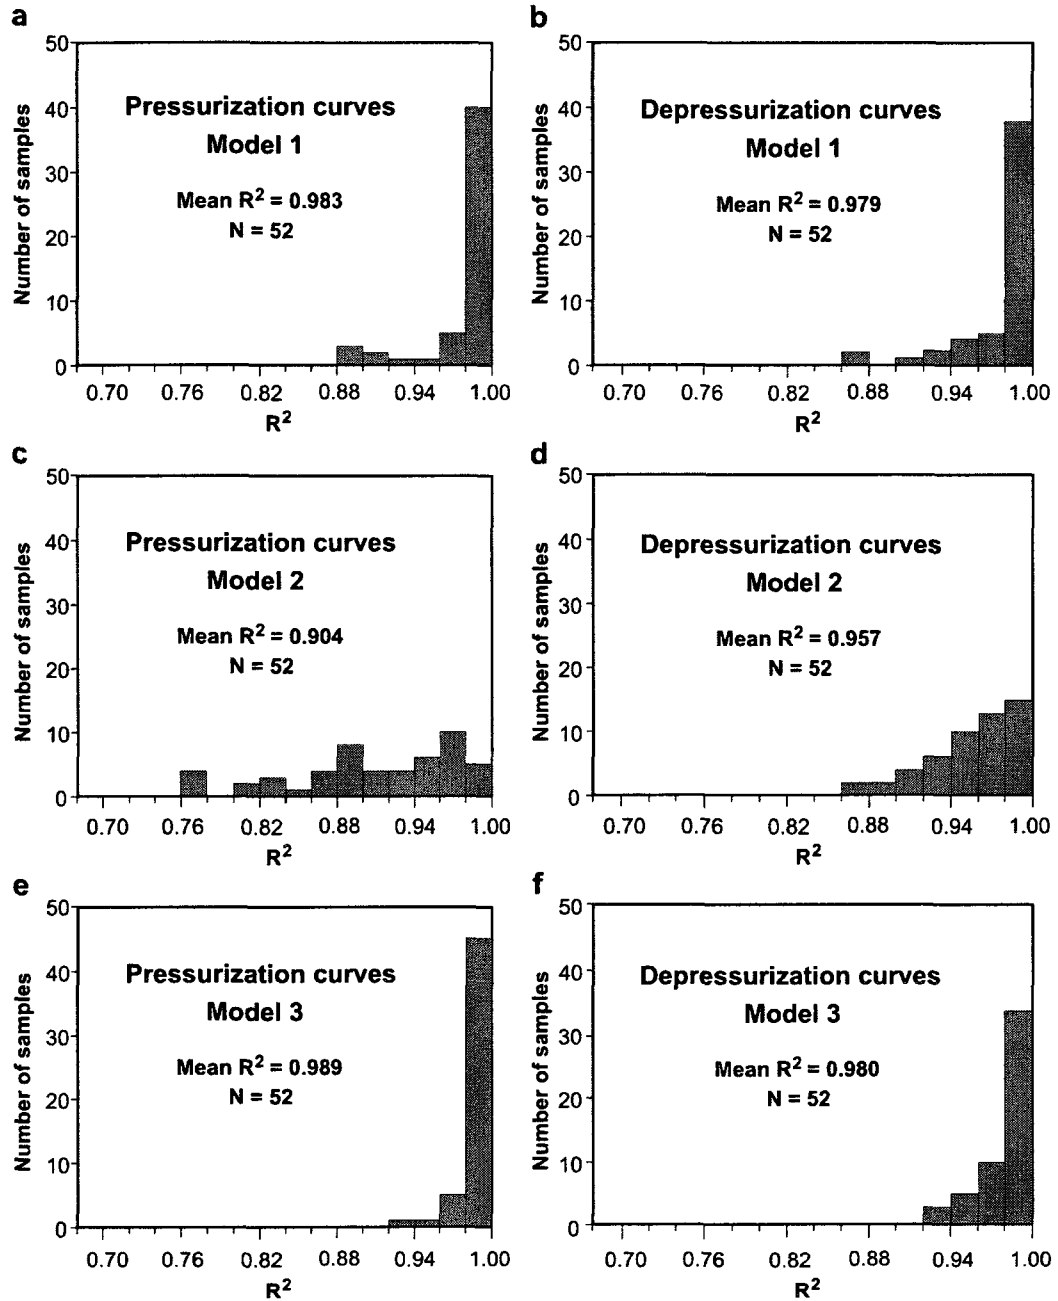 a
50
40
30
20
10
0
Number of samples
Pressurization curves
Model 1
Mean R² = 0.983
N = 52
0.70 0.76 0.82 0.88 0.94 1.00
R²
b
50
40
30
20
10
0
Number of samples
Depressurization curves
Model 1
Mean R² = 0.979
N = 52
0.70 0.76 0.82 0.88 0.94 1.00
R²
c
50
40
30
20
10
0
Number of samples
Pressurization curves
Model 2
Mean R² = 0.904
N = 52
0.70 0.76 0.82 0.88 0.94 1.00
R²
d
50
40
30
20
10
0
Number of samples
Depressurization curves
Model 2
Mean R² = 0.957
N = 52
0.70 0.76 0.82 0.88 0.94 1.00
R²
e
50
40
30
20
10
0
Number of samples
Pressurization curves
Model 3
Mean R² = 0.989
N = 52
0.70 0.76 0.82 0.88 0.94 1.00
R²
f
50
40
30
20
10
0
Number of samples
Depressurization curves
Model 3
Mean R² = 0.980
N = 52
0.70 0.76 0.82 0.88 0.94 1.00
R²